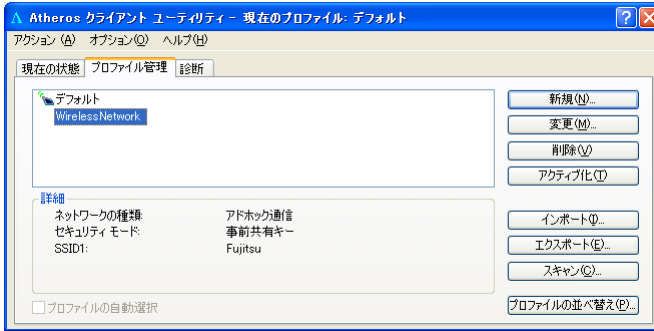 Atheros クライアント ユーティリティ - 現在のプロファイル: デフォルト
アクション(A) オプション(O) ヘルプ(H)
現在の状態 プロファイル管理 診断
デフォルト
WirelessNetwork
新規(N)...
変更(M)...
削除(V)
アクティブ化(T)
詳細
ネットワークの種類: アドホック通信
セキュリティ モード: 事前共有キー
SSID1: Fujitsu
インポート(I)...
エクスポート(E)...
スキャン(C)...
プロファイルの自動選択
プロファイルの並べ替え(P)...